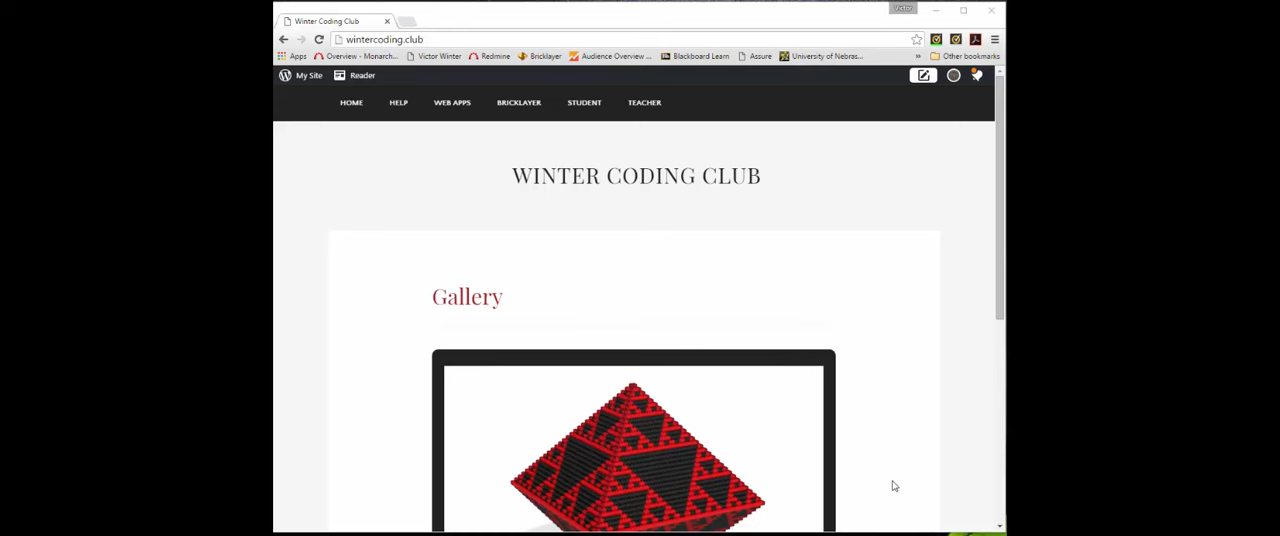 Victor
Winter Coding Club
wintercoding.club
Apps Overview - Monarch... Victor Winter Redmine Bricklayer Audience Overview ... Blackboard Learn Assure University of Nebras... » Other bookmarks
My Site Reader
HOME HELP WEB APPS BRICKLAYER STUDENT TEACHER
WINTER CODING CLUB
Gallery